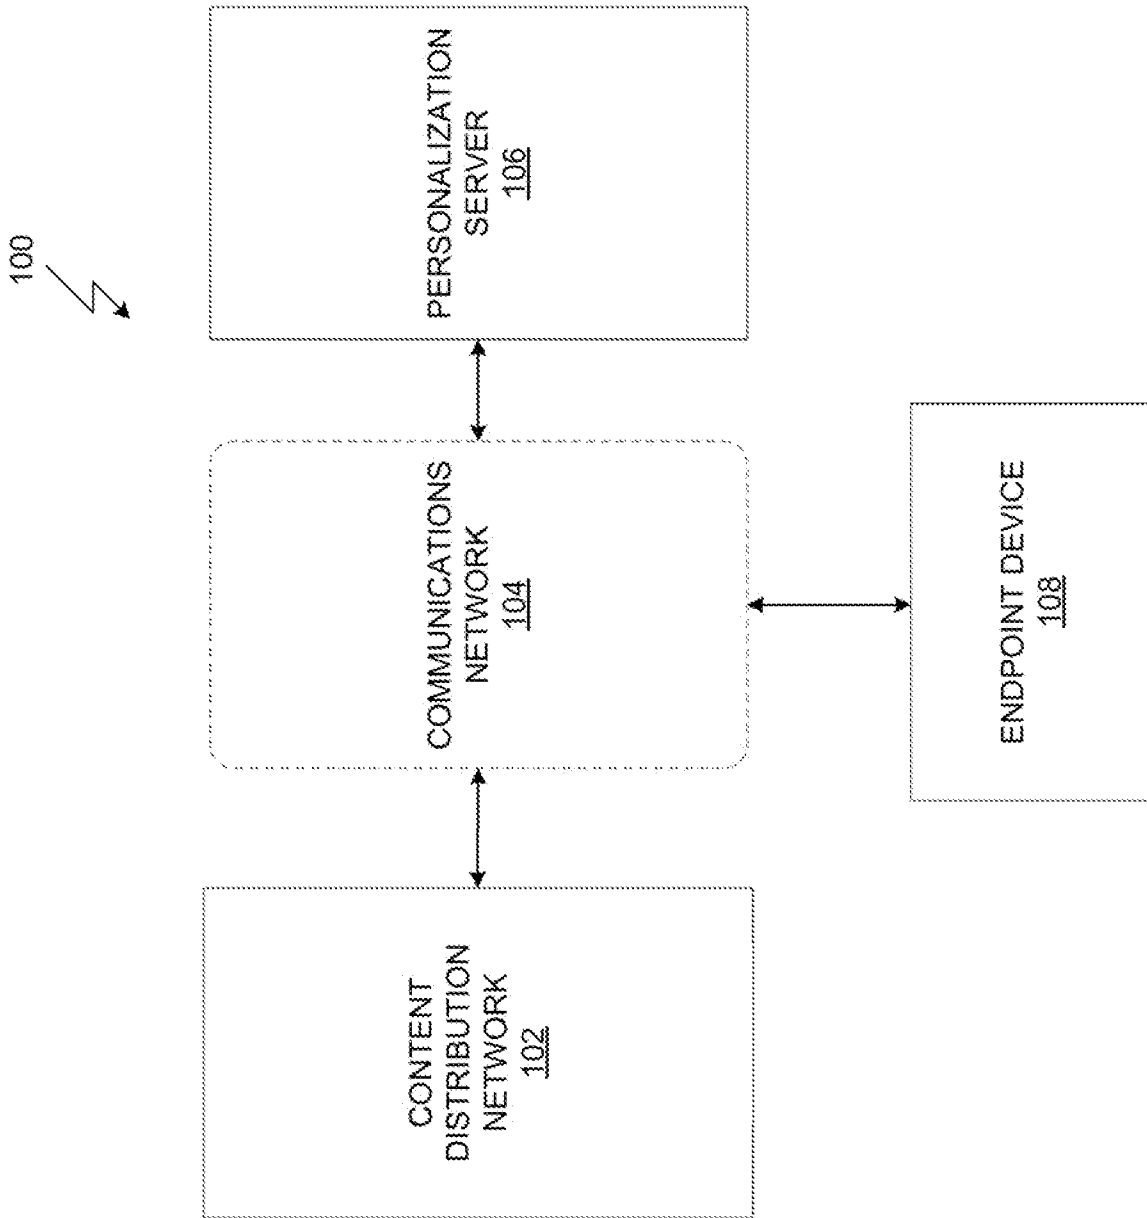 100
CONTENT
DISTRIBUTION
NETWORK
102
COMMUNICATIONS
NETWORK
104
PERSONALIZATION
SERVER
106
ENDPOINT DEVICE
108